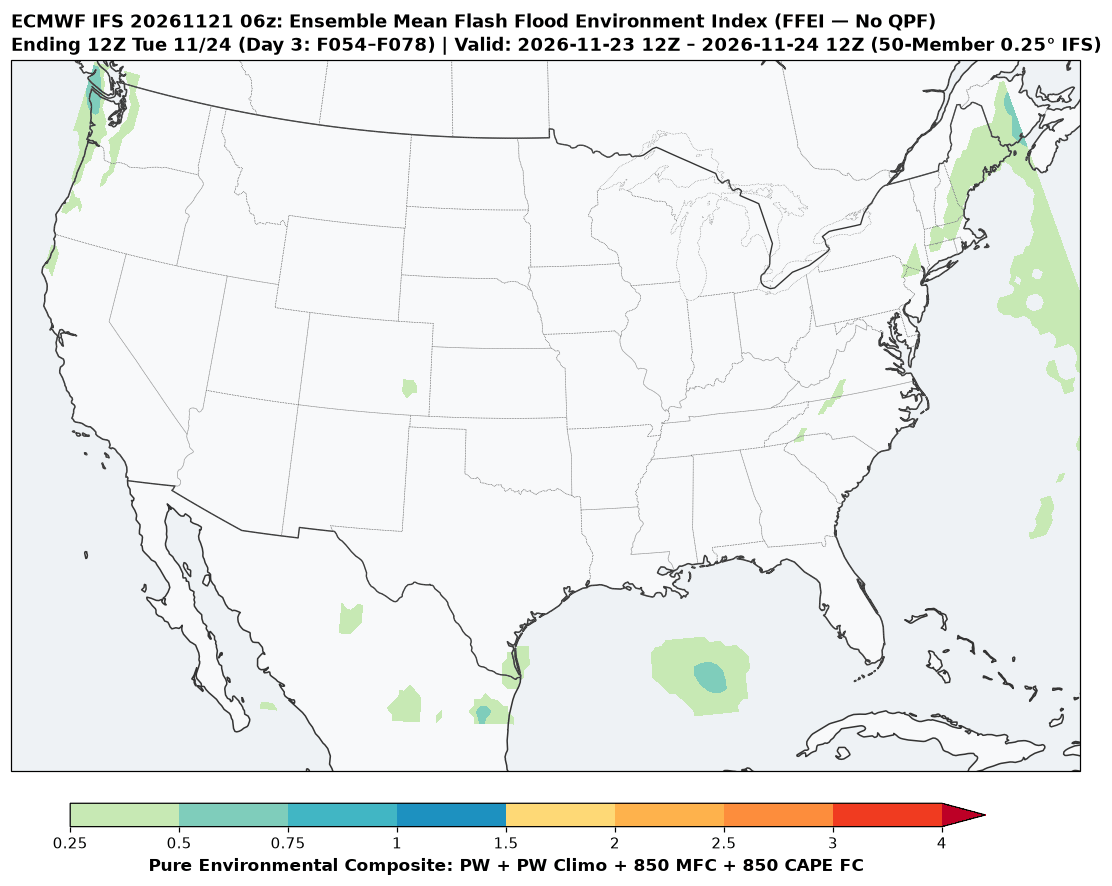 ECMWF IFS 20261121 06z: Ensemble Mean Flash Flood Environment Index (FFEI — No QPF)
Ending 12Z Tue 11/24 (Day 3: F054–F078) | Valid: 2026-11-23 12Z – 2026-11-24 12Z (50-Member 0.25° IFS)
0.25 0.5 0.75 1 1.5 2 2.5 3 4
Pure Environmental Composite: PW + PW Climo + 850 MFC + 850 CAPE FC